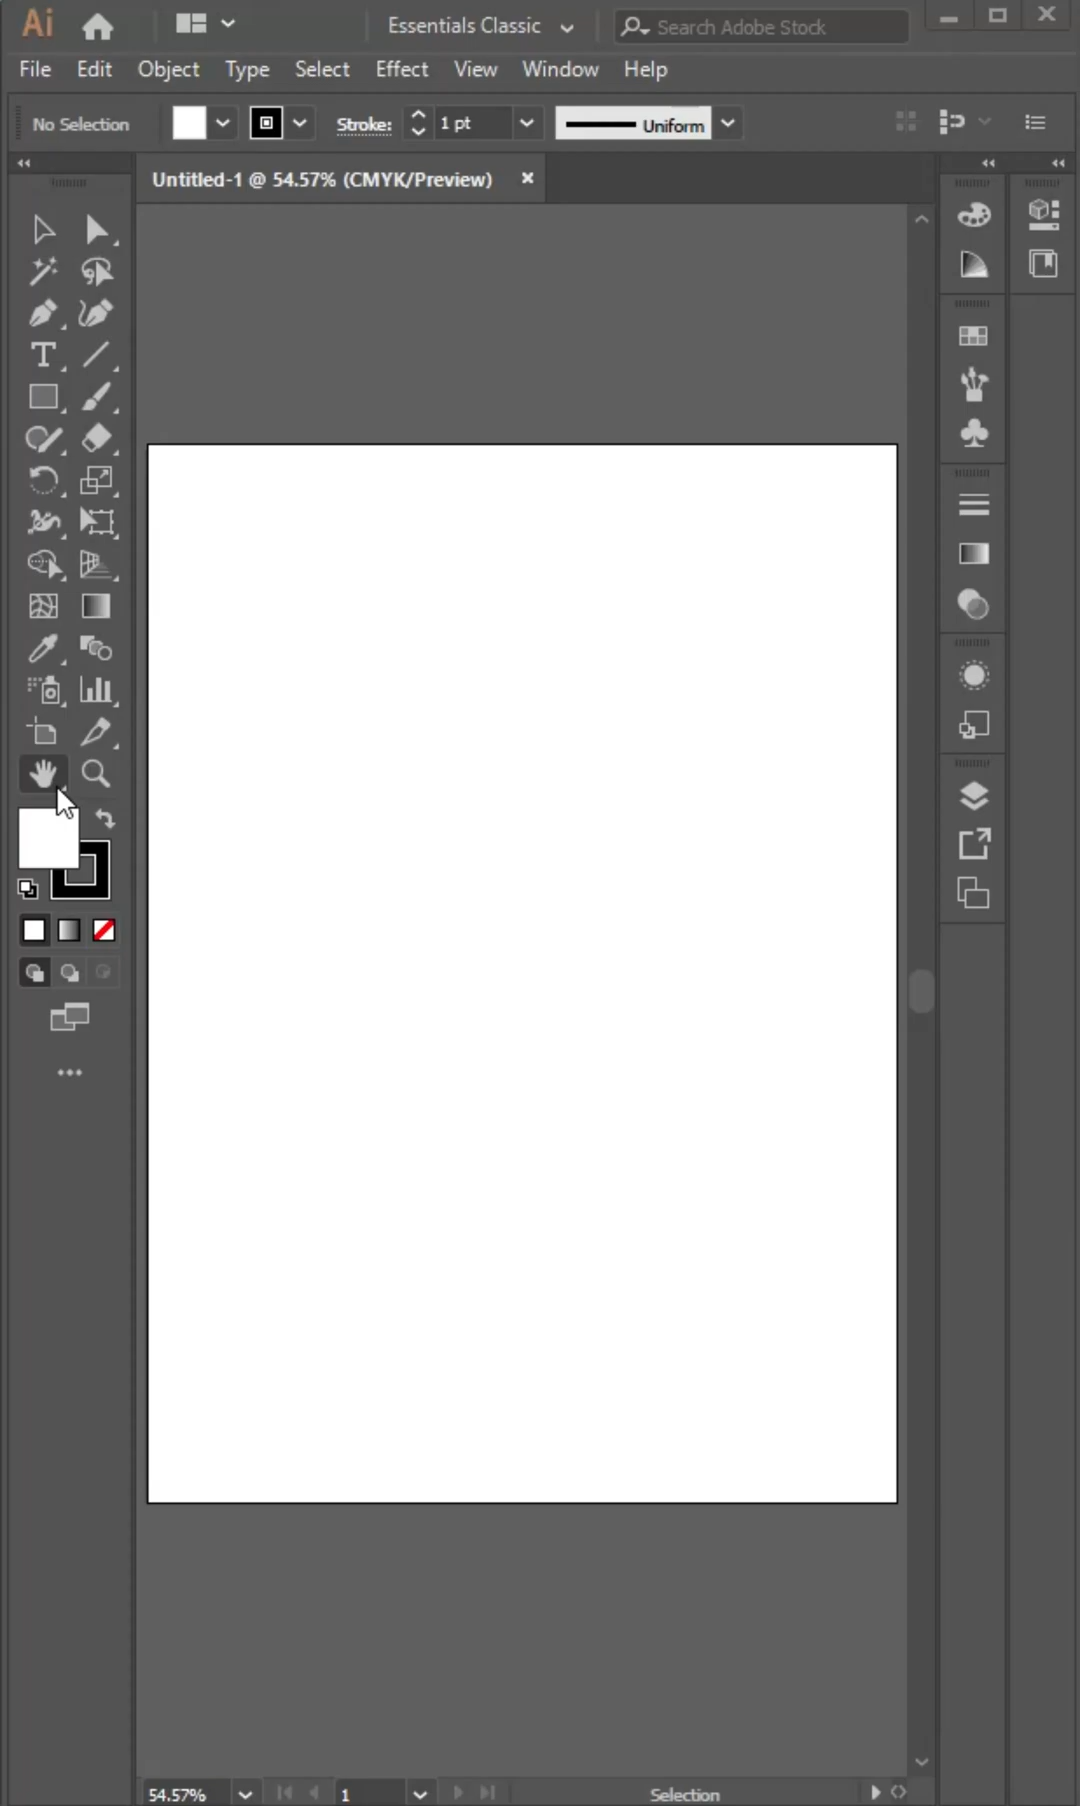 Ai
Essentials Classic
Search Adobe Stock
File Edit Object Type Select Effect View Window Help
No Selection
Stroke:
1 pt
Uniform
Untitled-1 @ 54.57% (CMYK/Preview)
T
54.57%
1
Selection